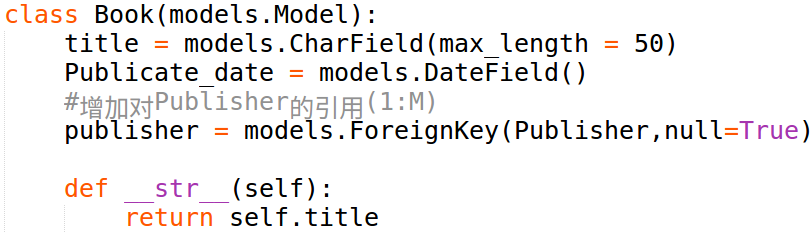 class Book(models.Model):
    title = models.CharField(max_length = 50)
    Publicate_date = models.DateField()
    #增加对Publisher的引用(1:M)
    publisher = models.ForeignKey(Publisher,null=True)
    def __str__(self):
        return self.title